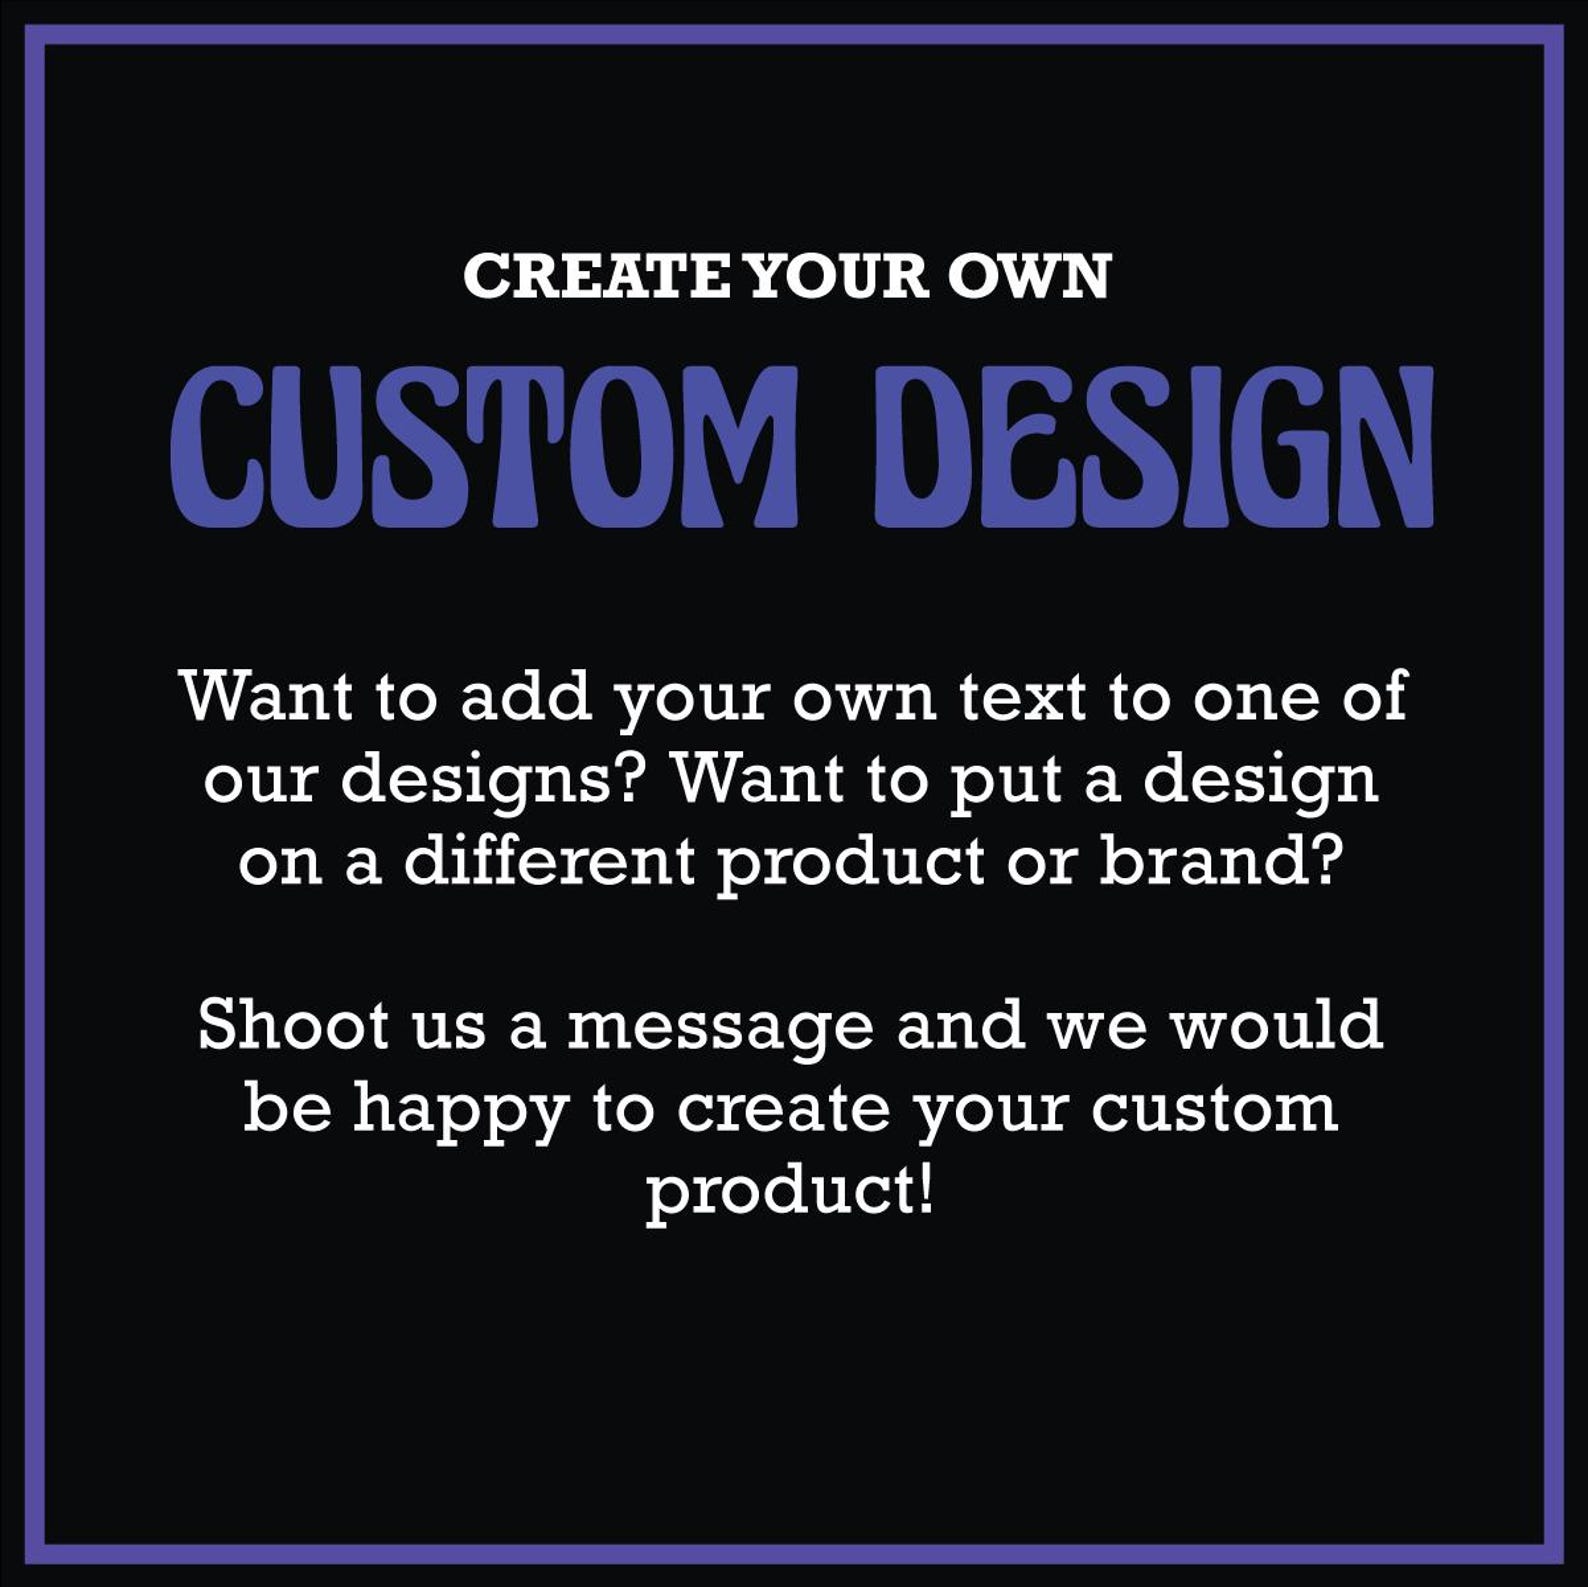 CREATE YOUR OWN
CUSTOM DESIGN
Want to add your own text to one of
our designs? Want to put a design
on a different product or brand?
Shoot us a message and we would
be happy to create your custom
product!